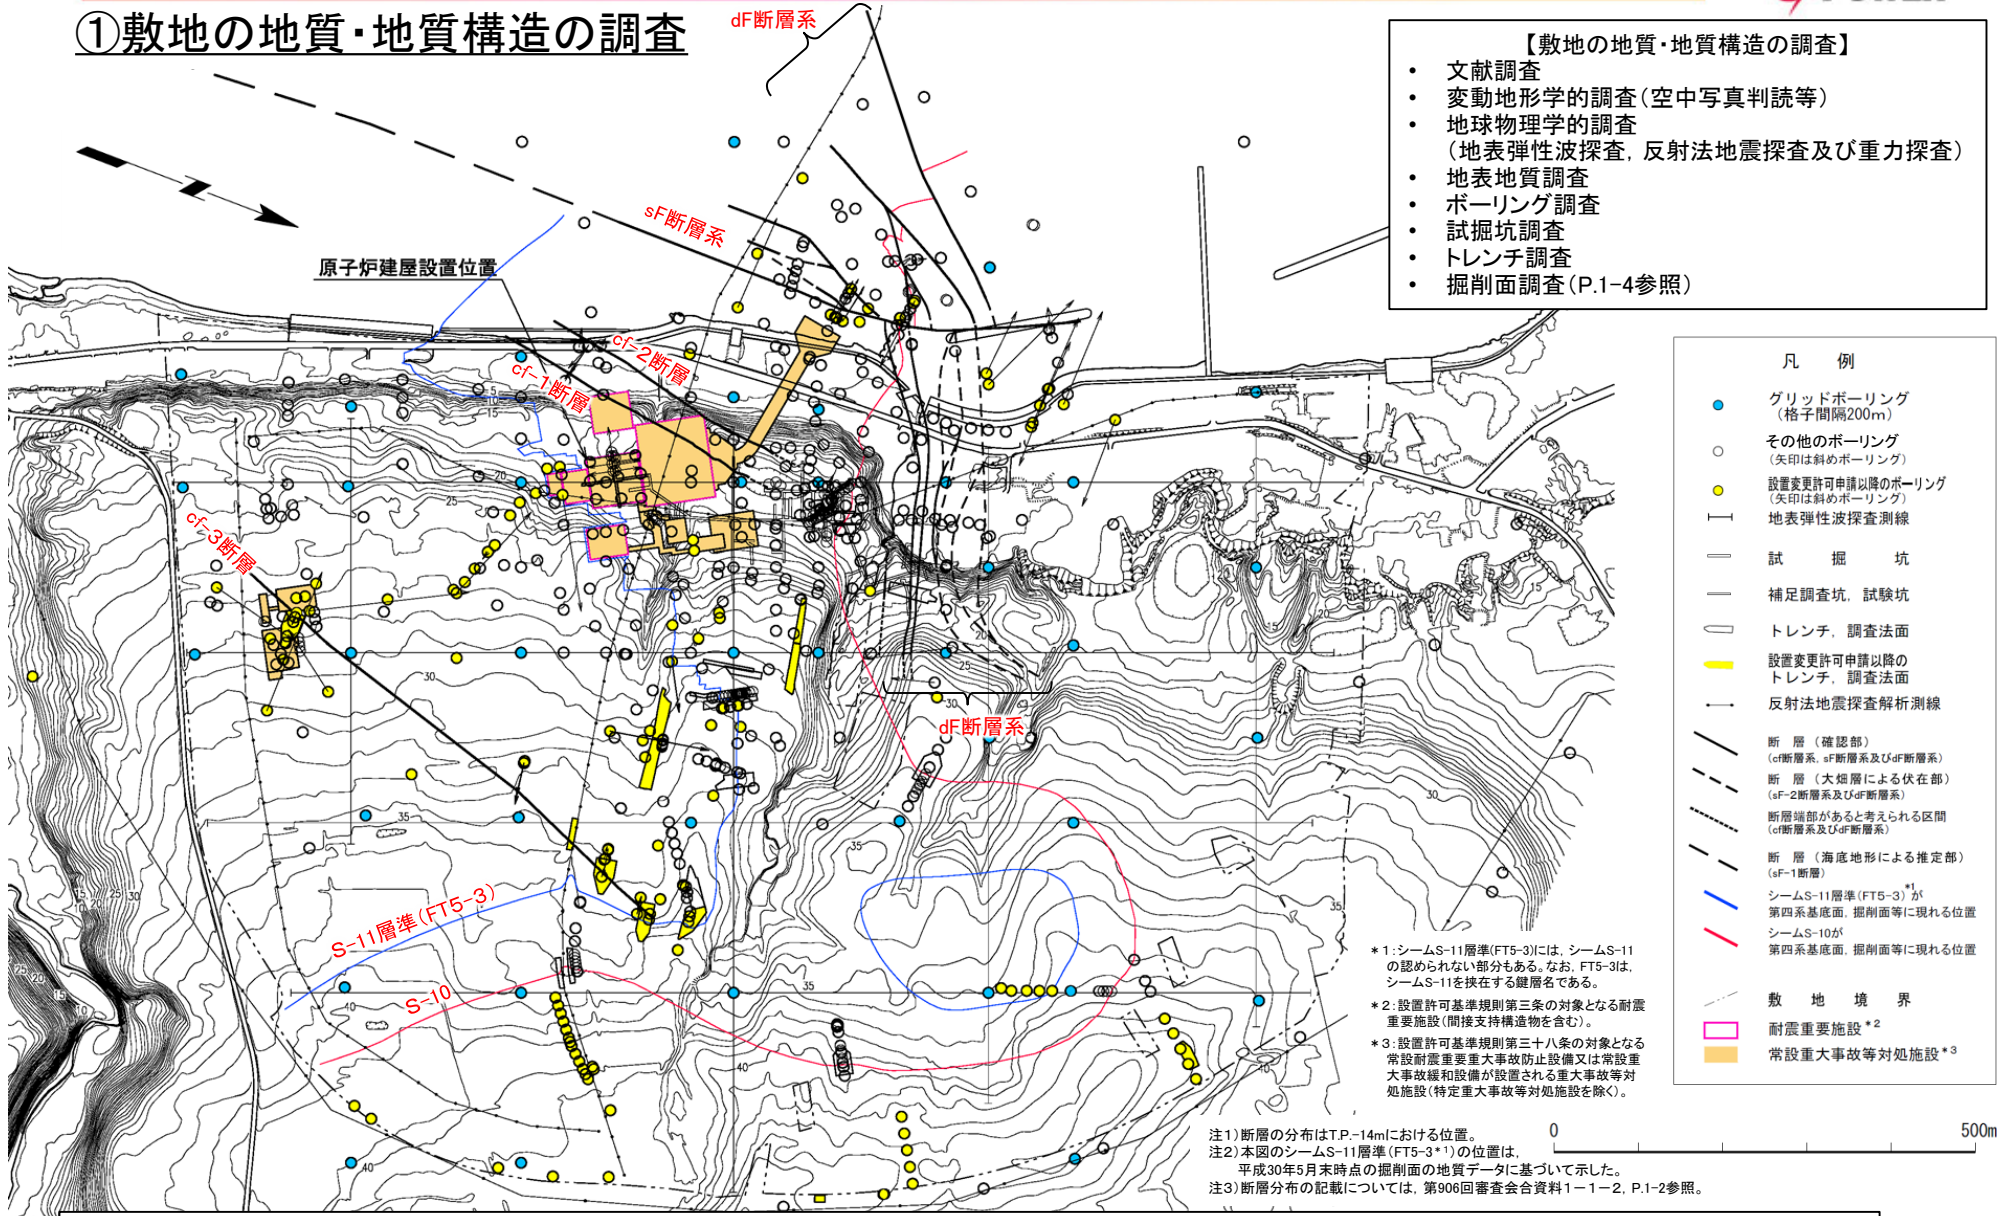 ①敷地の地質・地質構造の調査
dF断層系
POWER
【敷地の地質・地質構造の調査】
• 文献調査
• 変動地形学的調査(空中写真判読等)
• 地球物理学的調査
(地表弾性波探査, 反射法地震探査及び重力探査)
• 地表地質調査
• ボーリング調査
• 試掘坑調査
• トレンチ調査
• 掘削面調査(P.1-4参照)
sF断層系
原子炉建屋設置位置
cf-2断層
cf-1断層
cf-3断層
dF断層系
S-11層準(FT5-3)
S-10
5
10
15
20
25
30
35
40
20
25
30
35
35
40
15
20
30
35
40
40
15
20
25
30
25
20
15
10
凡 例
グリッドボーリング
(格子間隔200m)
その他のボーリング
(矢印は斜めボーリング)
設置変更許可申請以降のボーリング
(矢印は斜めボーリング)
地表弾性波探査測線
試 掘 坑
補足調査坑, 試験坑
トレンチ, 調査法面
設置変更許可申請以降の
トレンチ, 調査法面
反射法地震探査解析測線
断 層 (確認部)
(cf断層系, sF断層系及びdF断層系)
断 層 (大畑層による伏在部)
(sF-2断層系及びdF断層系)
断層端部があると考えられる区間
(cf断層系及びdF断層系)
断 層 (海底地形による推定部)
(sF-1断層)
シームS-11層準(FT5-3)*1が
第四系基底面, 掘削面等に現れる位置
シームS-10が
第四系基底面, 掘削面等に現れる位置
敷 地 境 界
耐震重要施設*2
常設重大事故等対処施設*3
*1:シームS-11層準(FT5-3)には, シームS-11
の認められない部分もある。なお, FT5-3は,
シームS-11を挟在する鍵層名である。
*2:設置許可基準規則第三条の対象となる耐震
重要施設(間接支持構造物を含む)。
*3:設置許可基準規則第三十八条の対象となる
常設耐震重要重大事故防止設備又は常設重
大事故緩和設備が設置される重大事故等対
処施設(特定重大事故等対処施設を除く)。
注1)断層の分布はT.P.-14mにおける位置。
注2)本図のシームS-11層準(FT5-3*1)の位置は,
平成30年5月末時点の掘削面の地質データに基づいて示した。
注3)断層分布の記載については, 第906回審査会合資料1-1-2, P.1-2参照。
0
500m